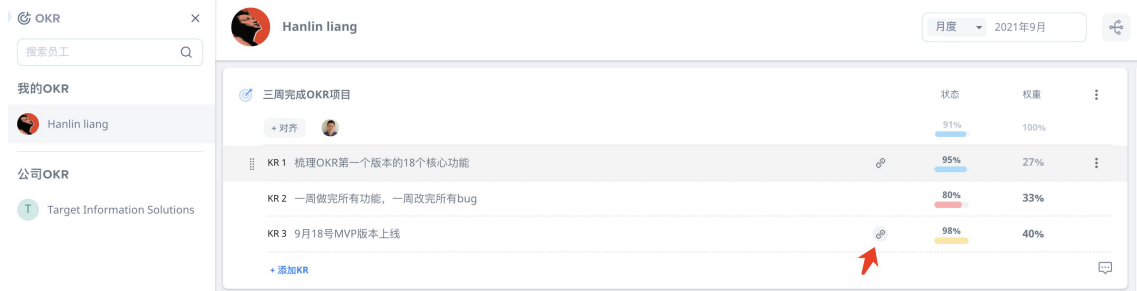 OKR
搜索员工
我的OKR
Hanlin liang
公司OKR
T Target Information Solutions
Hanlin liang
月度 2021年9月
三周完成OKR项目 状态 权重
+ 对齐 91% 100%
KR 1 梳理OKR第一个版本的18个核心功能 95% 27%
KR 2 一周做完所有功能，一周改完所有bug 80% 33%
KR 3 9月18号MVP版本上线 98% 40%
+ 添加KR